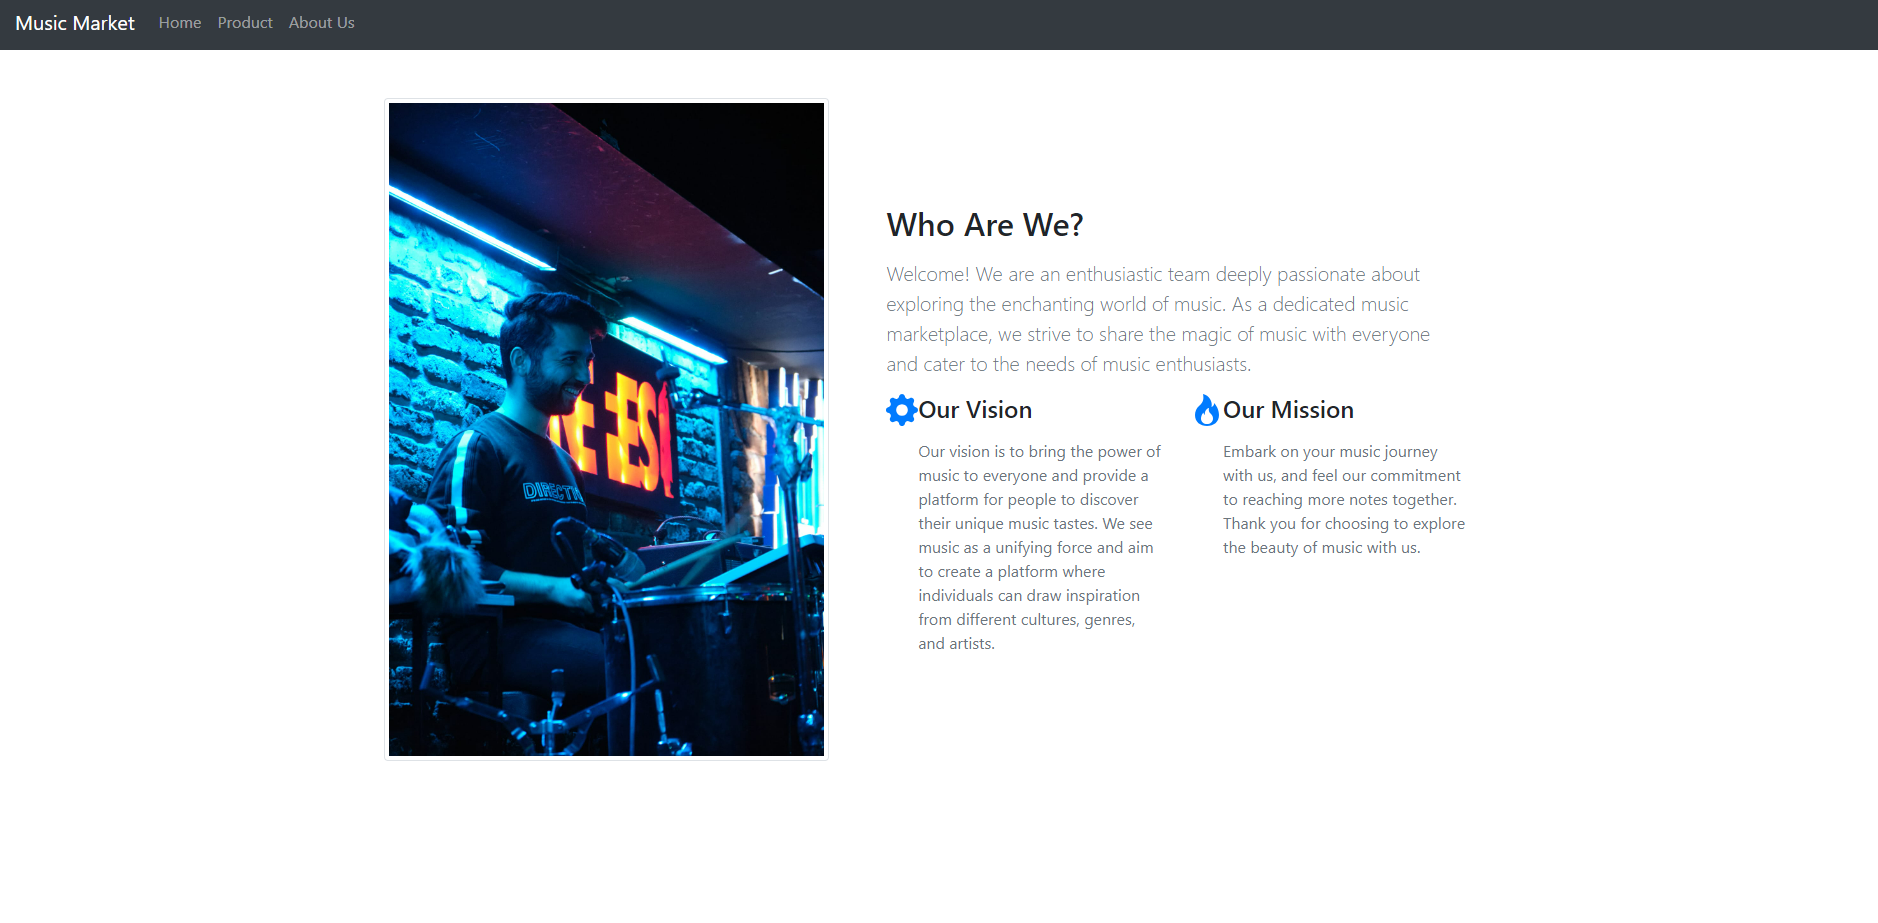 Music Market Home Product About Us
Who Are We?
Welcome! We are an enthusiastic team deeply passionate about
exploring the enchanting world of music. As a dedicated music
marketplace, we strive to share the magic of music with everyone
and cater to the needs of music enthusiasts.
Our Vision
Our vision is to bring the power of
music to everyone and provide a
platform for people to discover
their unique music tastes. We see
music as a unifying force and aim
to create a platform where
individuals can draw inspiration
from different cultures, genres,
and artists.
Our Mission
Embark on your music journey
with us, and feel our commitment
to reaching more notes together.
Thank you for choosing to explore
the beauty of music with us.